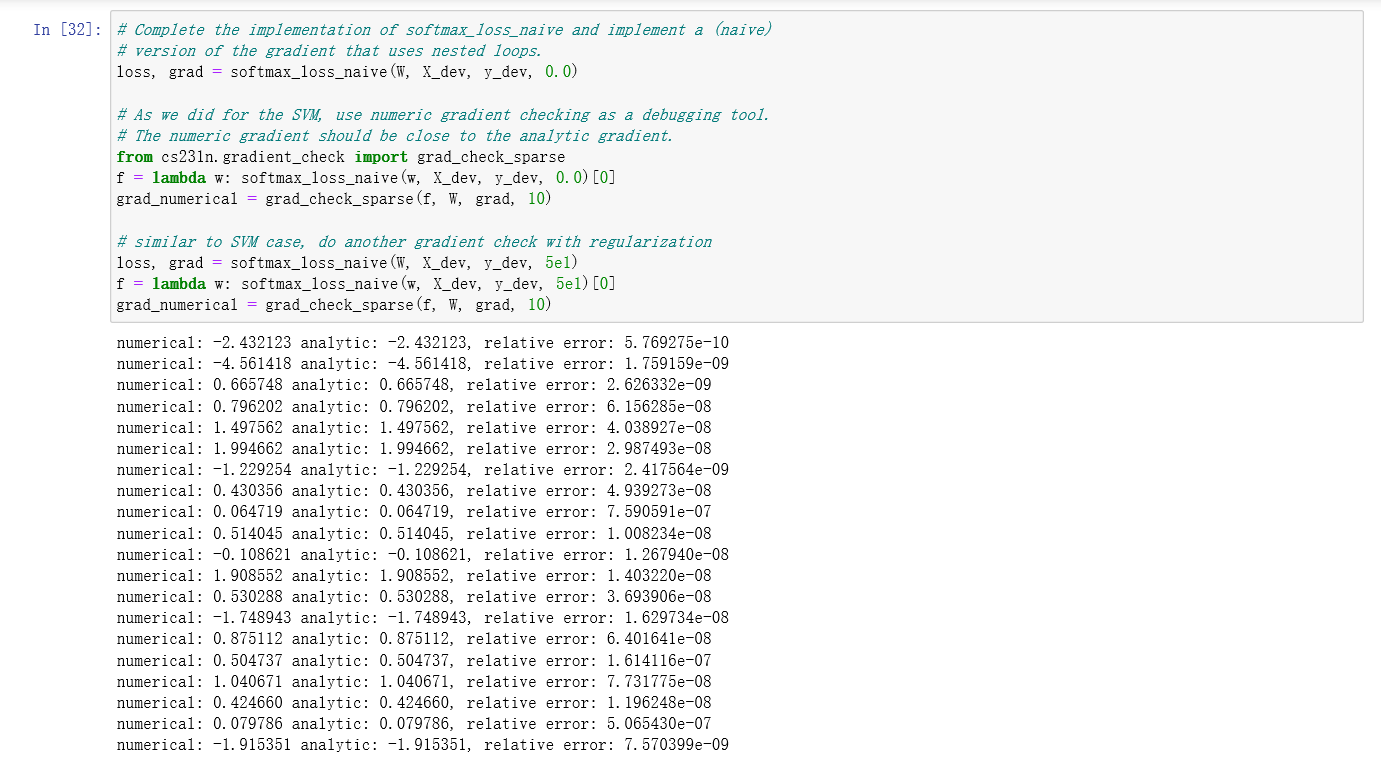 In [32]: # Complete the implementation of softmax_loss_naive and implement a (naive)
# version of the gradient that uses nested loops.
loss, grad = softmax_loss_naive(W, X_dev, y_dev, 0.0)
# As we did for the SVM, use numeric gradient checking as a debugging tool.
# The numeric gradient should be close to the analytic gradient.
from cs231n.gradient_check import grad_check_sparse
f = lambda w: softmax_loss_naive(w, X_dev, y_dev, 0.0)[0]
grad_numerical = grad_check_sparse(f, W, grad, 10)
# similar to SVM case, do another gradient check with regularization
loss, grad = softmax_loss_naive(W, X_dev, y_dev, 5e1)
f = lambda w: softmax_loss_naive(w, X_dev, y_dev, 5e1)[0]
grad_numerical = grad_check_sparse(f, W, grad, 10)
numerical: -2.432123 analytic: -2.432123, relative error: 5.769275e-10
numerical: -4.561418 analytic: -4.561418, relative error: 1.759159e-09
numerical: 0.665748 analytic: 0.665748, relative error: 2.626332e-09
numerical: 0.796202 analytic: 0.796202, relative error: 6.156285e-08
numerical: 1.497562 analytic: 1.497562, relative error: 4.038927e-08
numerical: 1.994662 analytic: 1.994662, relative error: 2.987493e-08
numerical: -1.229254 analytic: -1.229254, relative error: 2.417564e-09
numerical: 0.430356 analytic: 0.430356, relative error: 4.939273e-08
numerical: 0.064719 analytic: 0.064719, relative error: 7.590591e-07
numerical: 0.514045 analytic: 0.514045, relative error: 1.008234e-08
numerical: -0.108621 analytic: -0.108621, relative error: 1.267940e-08
numerical: 1.908552 analytic: 1.908552, relative error: 1.403220e-08
numerical: 0.530288 analytic: 0.530288, relative error: 3.693906e-08
numerical: -1.748943 analytic: -1.748943, relative error: 1.629734e-08
numerical: 0.875112 analytic: 0.875112, relative error: 6.401641e-08
numerical: 0.504737 analytic: 0.504737, relative error: 1.614116e-07
numerical: 1.040671 analytic: 1.040671, relative error: 7.731775e-08
numerical: 0.424660 analytic: 0.424660, relative error: 1.196248e-08
numerical: 0.079786 analytic: 0.079786, relative error: 5.065430e-07
numerical: -1.915351 analytic: -1.915351, relative error: 7.570399e-09